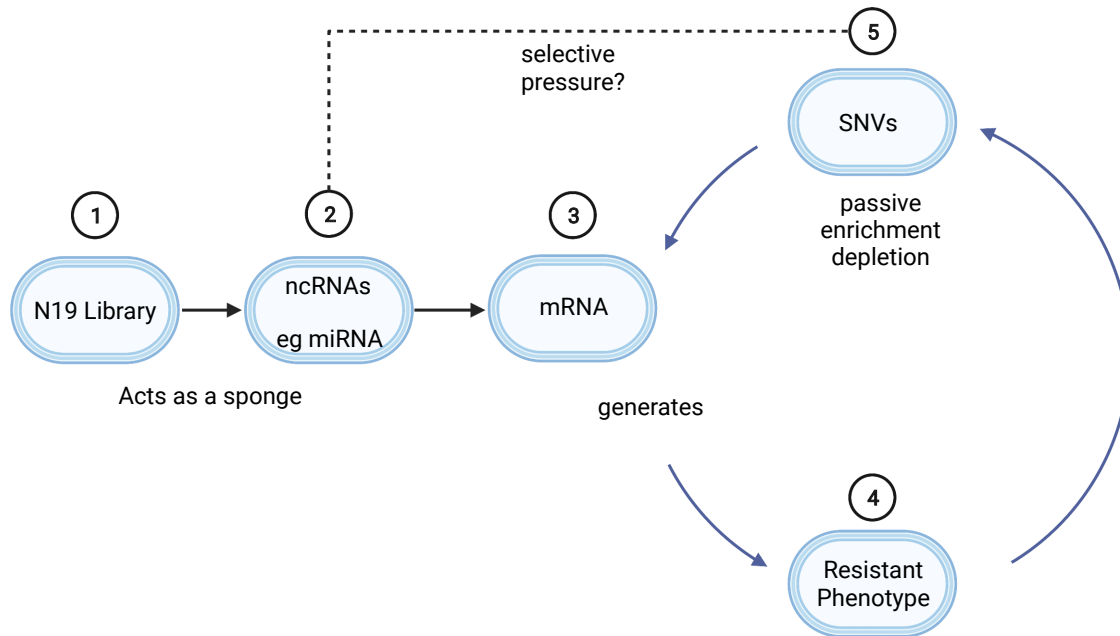 5
selective
pressure?
SNVs
1
2
3
passive
enrichment
depletion
N19 Library
ncRNAs
eg miRNA
mRNA
Acts as a sponge
generates
4
Resistant
Phenotype